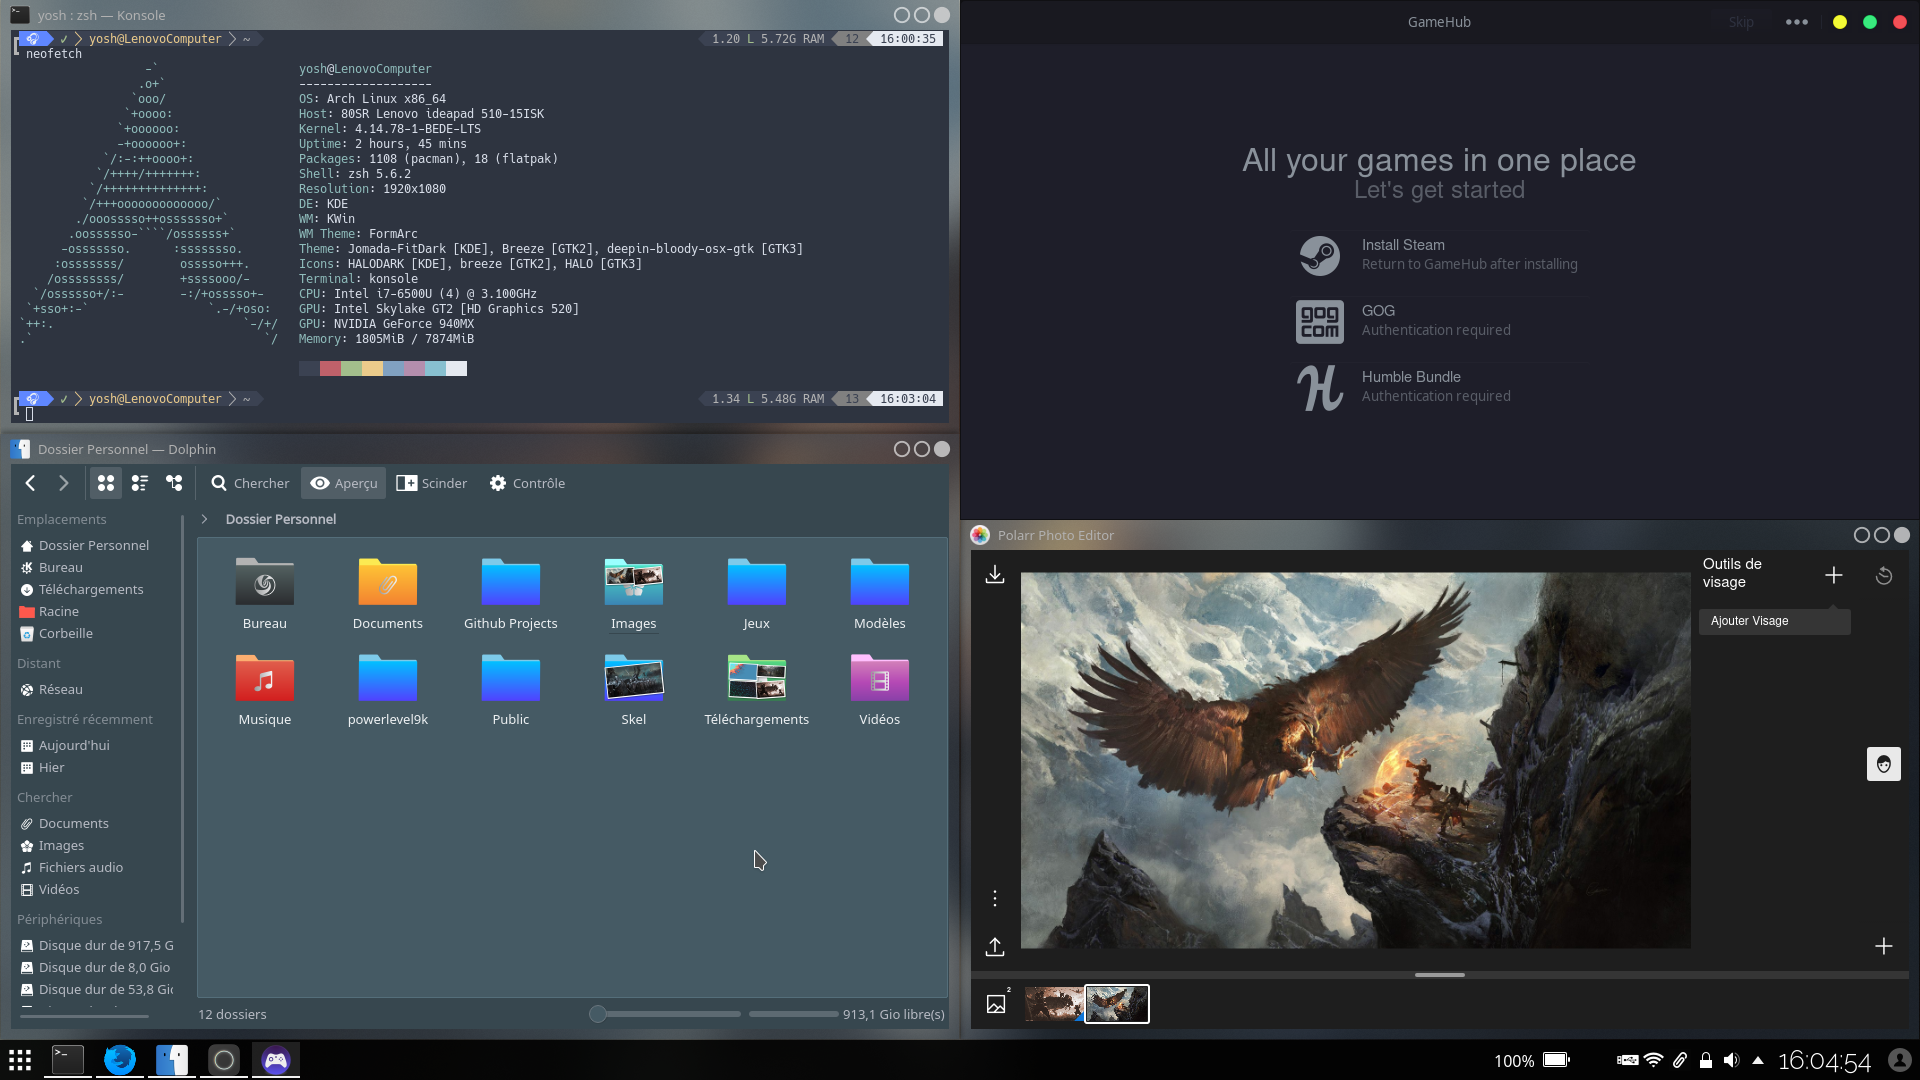 yosh : zsh — Konsole
✓ yosh@LenovoComputer ~ 1.20 L 5.72G RAM 12 16:00:35
neofetch
yosh@LenovoComputer
-------------------
OS: Arch Linux x86_64
Host: 80SR Lenovo ideapad 510-15ISK
Kernel: 4.14.78-1-BEDE-LTS
Uptime: 2 hours, 45 mins
Packages: 1108 (pacman), 18 (flatpak)
Shell: zsh 5.6.2
Resolution: 1920x1080
DE: KDE
WM: KWin
WM Theme: FormArc
Theme: Jomada-FitDark [KDE], Breeze [GTK2], deepin-bloody-osx-gtk [GTK3]
Icons: HALODARK [KDE], breeze [GTK2], HALO [GTK3]
Terminal: konsole
CPU: Intel i7-6500U (4) @ 3.100GHz
GPU: Intel Skylake GT2 [HD Graphics 520]
GPU: NVIDIA GeForce 940MX
Memory: 1805MiB / 7874MiB
✓ yosh@LenovoComputer ~ 1.34 L 5.48G RAM 13 16:03:04
GameHub
Skip
All your games in one place
Let's get started
Install Steam
Return to GameHub after installing
gog com
GOG
Authentication required
Humble Bundle
Authentication required
Dossier Personnel — Dolphin
Chercher
Aperçu
Scinder
Contrôle
Emplacements
Dossier Personnel
Bureau
Téléchargements
Racine
Corbeille
Distant
Réseau
Enregistré récemment
Aujourd'hui
Hier
Chercher
Documents
Images
Fichiers audio
Vidéos
Périphériques
Disque dur de 917,5 G
Disque dur de 8,0 Gio
Disque dur de 53,8 Gio
Dossier Personnel
Bureau
Documents
Github Projects
Images
Jeux
Modèles
Musique
powerlevel9k
Public
Skel
Téléchargements
Vidéos
12 dossiers
913,1 Gio libre(s)
Polarr Photo Editor
Outils de
visage
Ajouter Visage
2
100%
16:04:54